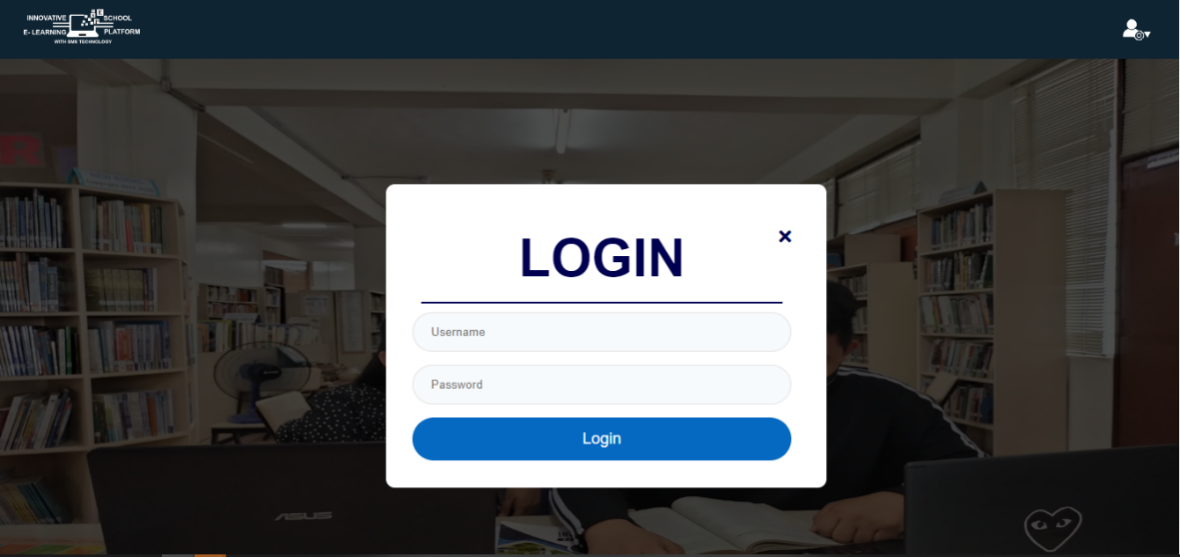 INNOVATIVE SCHOOL
E-LEARNING PLATFORM
WITH SMS TECHNOLOGY
R
LOGIN
Username
Password
Login
ASUS